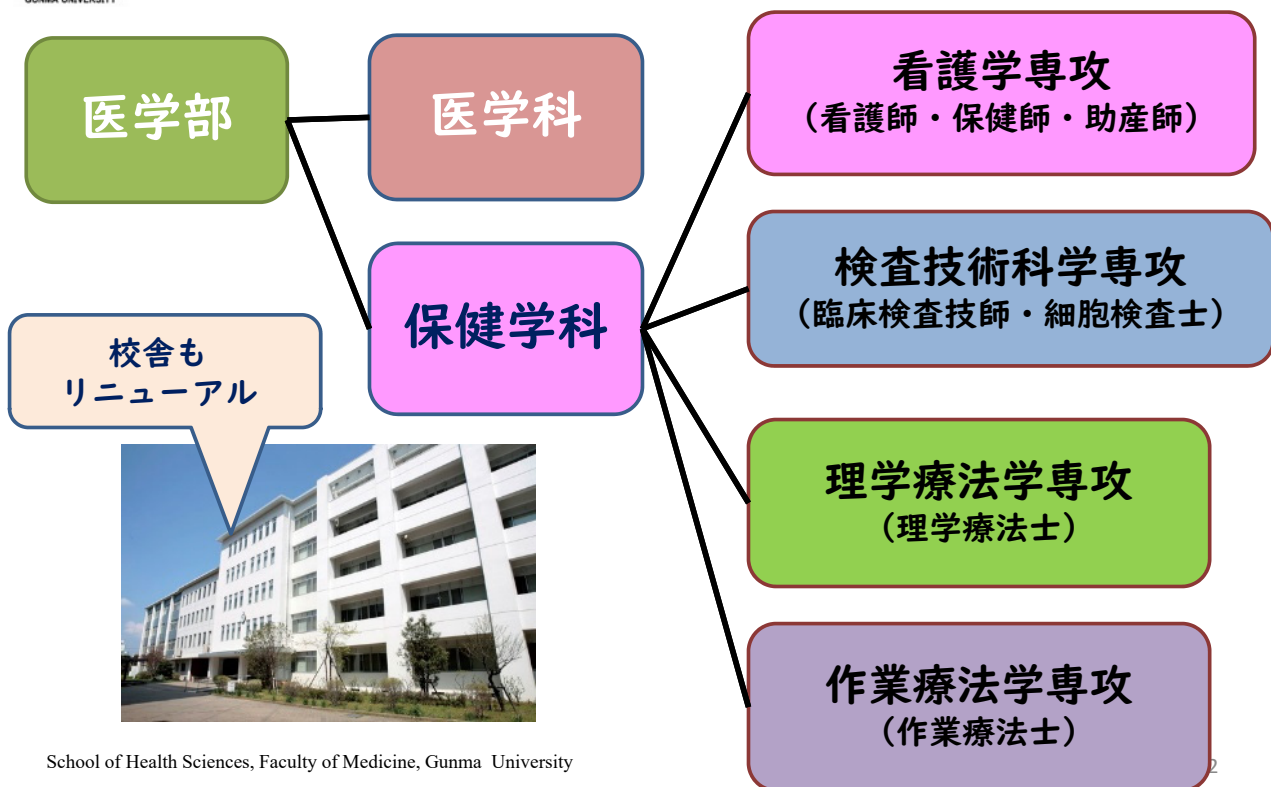 GUNMA UNIVERSITY
医学部
医学科
保健学科
看護学専攻
（看護師・保健師・助産師）
検査技術科学専攻
（臨床検査技師・細胞検査士）
理学療法学専攻
（理学療法士）
作業療法学専攻
（作業療法士）
校舎も
リニューアル
School of Health Sciences, Faculty of Medicine, Gunma University
2